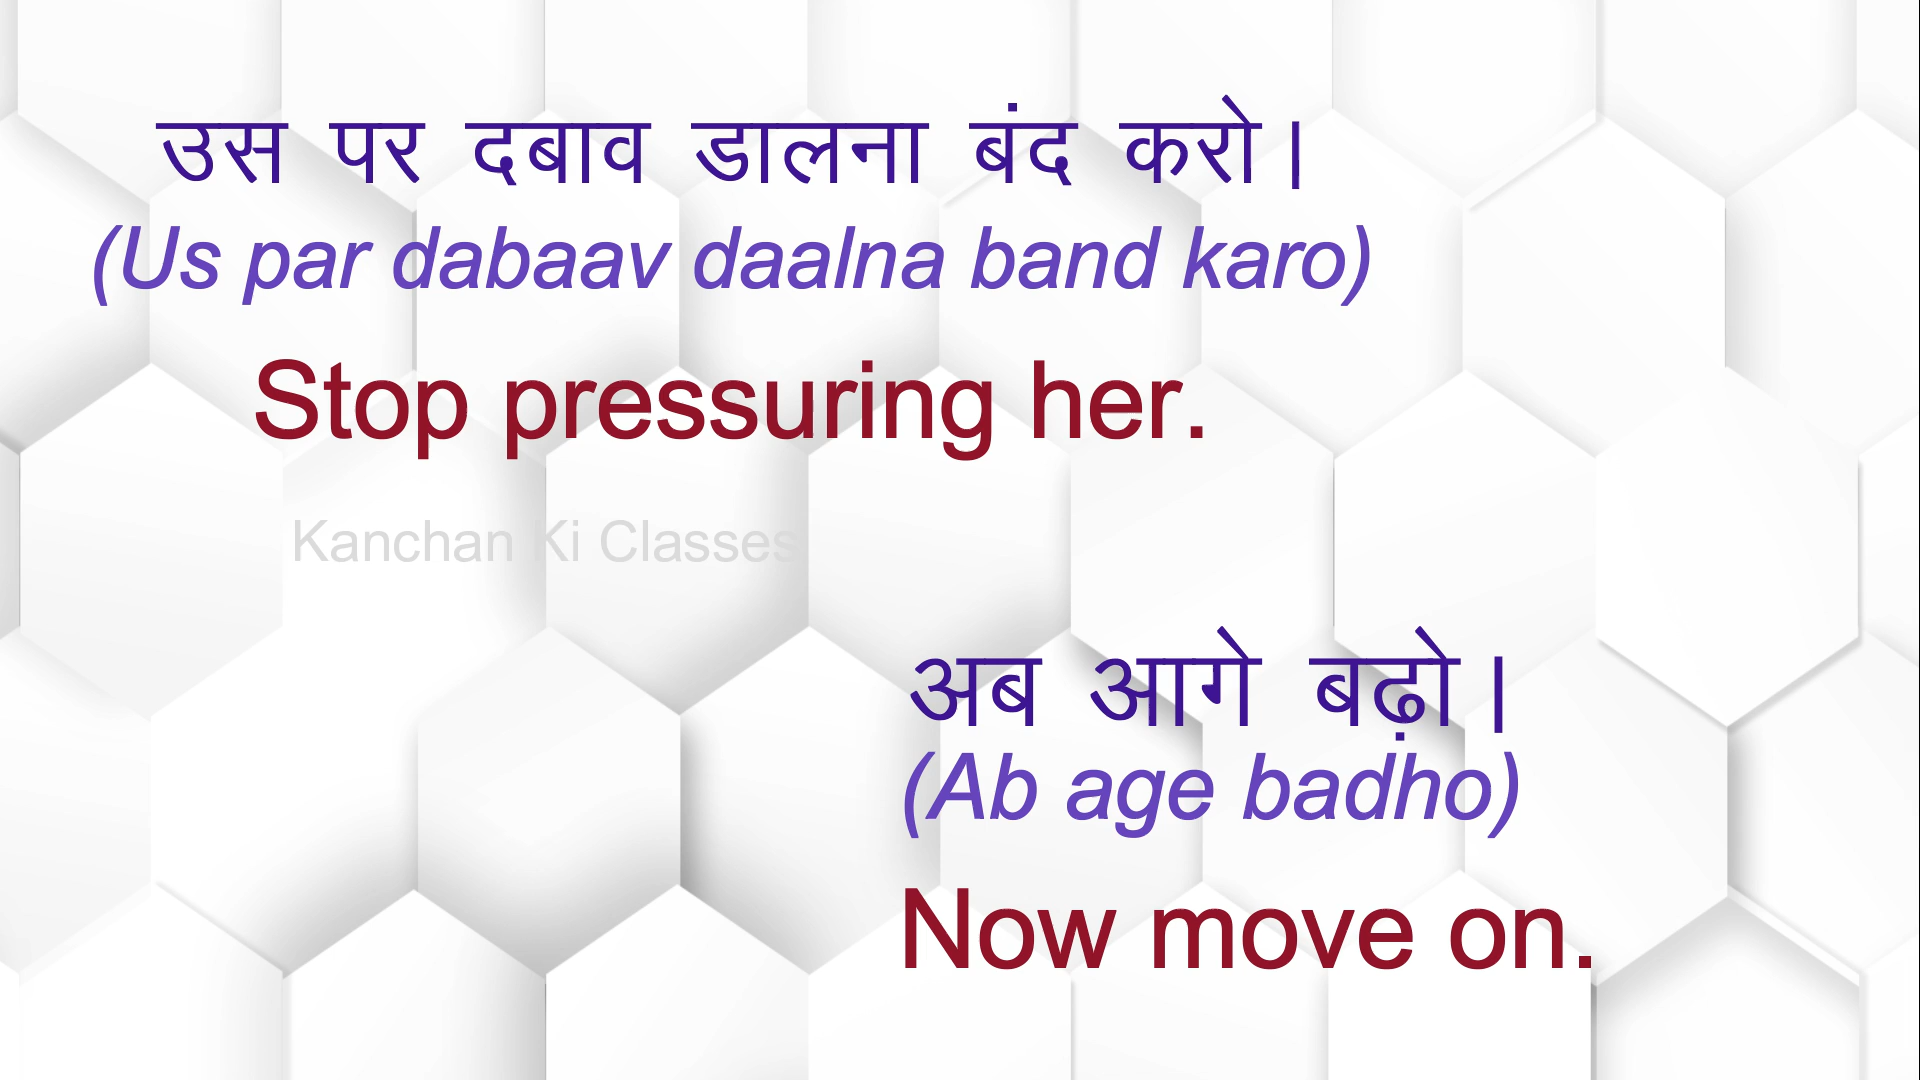 उस पर दबाव डालना बंद करो।
(Us par dabaav daalna band karo)
Stop pressuring her.
Kanchan Ki Classes
अब आगे बढ़ो।
(Ab age badho)
Now move on.